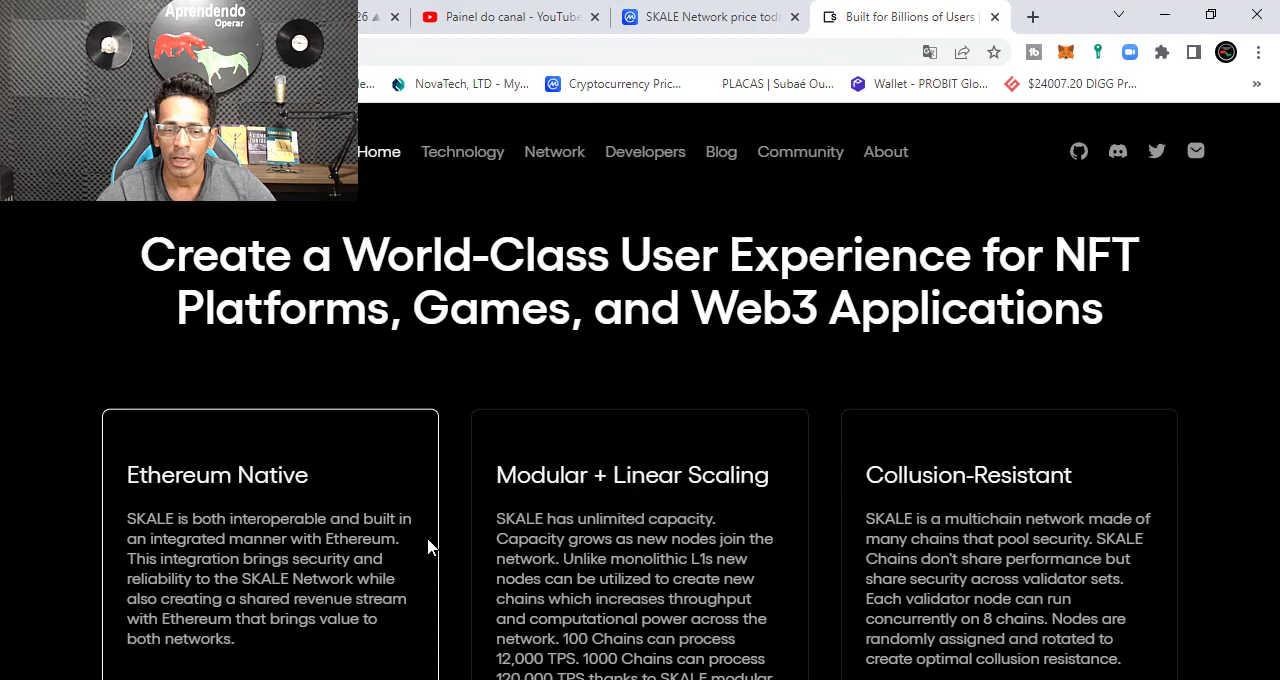 Aprendendo
Operar
26
Painel do canal - YouTube
SKALE Network price tod
Built for Billions of Users |
NovaTech, LTD - My...
Cryptocurrency Pric...
PLACAS | Subaé Ou...
Wallet - PROBIT Glo...
$24007.20 DIGG Pr...
»
Home
Technology
Network
Developers
Blog
Community
About
Create a World-Class User Experience for NFT
Platforms, Games, and Web3 Applications
Ethereum Native
SKALE is both interoperable and built in
an integrated manner with Ethereum.
This integration brings security and
reliability to the SKALE Network while
also creating a shared revenue stream
with Ethereum that brings value to
both networks.
Modular + Linear Scaling
SKALE has unlimited capacity.
Capacity grows as new nodes join the
network. Unlike monolithic L1s new
nodes can be utilized to create new
chains which increases throughput
and computational power across the
network. 100 Chains can process
12,000 TPS. 1000 Chains can process
120,000 TPS thanks to SKALE modular
Collusion-Resistant
SKALE is a multichain network made of
many chains that pool security. SKALE
Chains don't share performance but
share security across validator sets.
Each validator node can run
concurrently on 8 chains. Nodes are
randomly assigned and rotated to
create optimal collusion resistance.